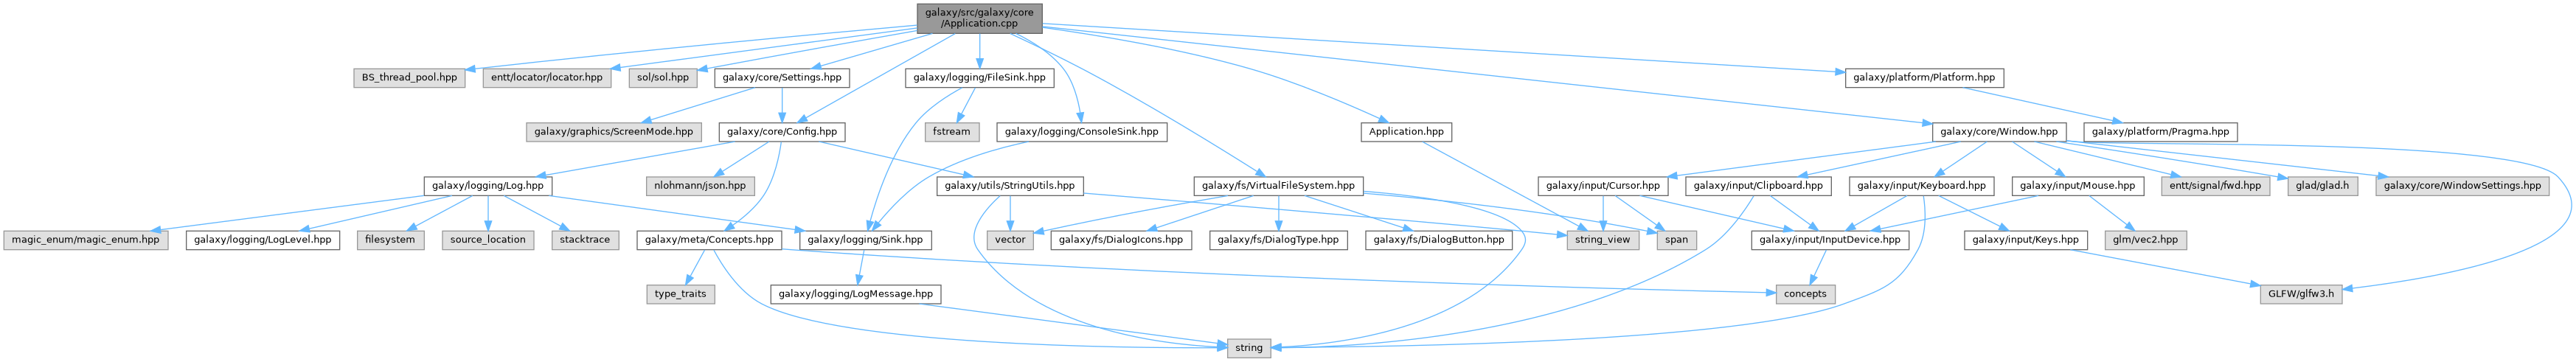 galaxy/src/galaxy/core
/Application.cpp
BS_thread_pool.hpp
entt/locator/locator.hpp
sol/sol.hpp
galaxy/core/Settings.hpp
galaxy/logging/FileSink.hpp
galaxy/platform/Platform.hpp
galaxy/graphics/ScreenMode.hpp
galaxy/core/Config.hpp
fstream
galaxy/logging/ConsoleSink.hpp
Application.hpp
galaxy/core/Window.hpp
galaxy/platform/Pragma.hpp
galaxy/logging/Log.hpp
nlohmann/json.hpp
galaxy/utils/StringUtils.hpp
galaxy/fs/VirtualFileSystem.hpp
galaxy/input/Cursor.hpp
galaxy/input/Clipboard.hpp
galaxy/input/Keyboard.hpp
galaxy/input/Mouse.hpp
entt/signal/fwd.hpp
glad/glad.h
galaxy/core/WindowSettings.hpp
magic_enum/magic_enum.hpp
galaxy/logging/LogLevel.hpp
filesystem
source_location
stacktrace
galaxy/meta/Concepts.hpp
galaxy/logging/Sink.hpp
vector
galaxy/fs/DialogIcons.hpp
galaxy/fs/DialogType.hpp
galaxy/fs/DialogButton.hpp
string_view
span
galaxy/input/InputDevice.hpp
galaxy/input/Keys.hpp
glm/vec2.hpp
type_traits
galaxy/logging/LogMessage.hpp
concepts
GLFW/glfw3.h
string